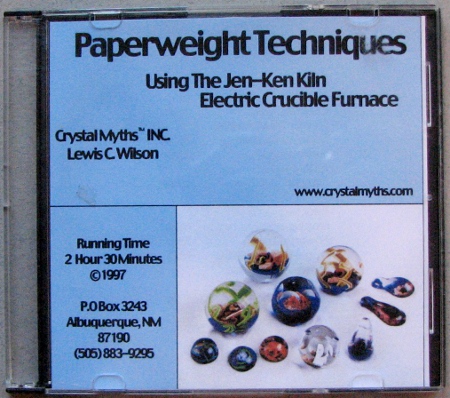 Paperweight Techniques
Using The Jen-Ken Kiln
Electric Crucible Furnace
Crystal Myths™ INC.
Lewis C. Wilson
www.crystalmyths.com
Running Time
2 Hour 30 Minutes
©1997
P.O Box 3243
Albuquerque, NM
87190
(505) 883-9295